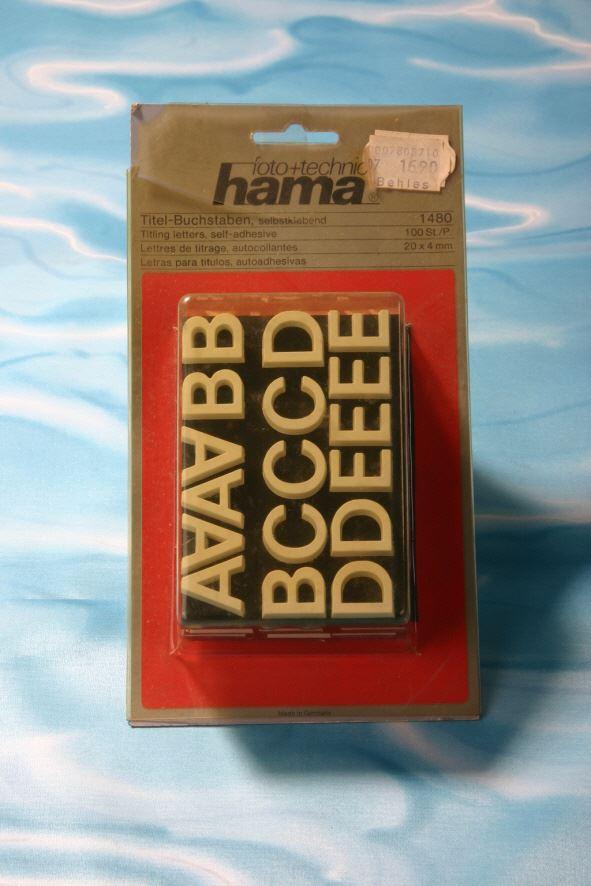 foto+technic
hama®
1690
Behles
Titel-Buchstaben, selbstklebend 1480
Titling letters, self-adhesive 100 St./P.
Lettres de titrage, autocollantes 20 x 4 mm
Letras para titulos, autoadhesivas
AAABB
BCCCD
DDEEEE
Made in Germany